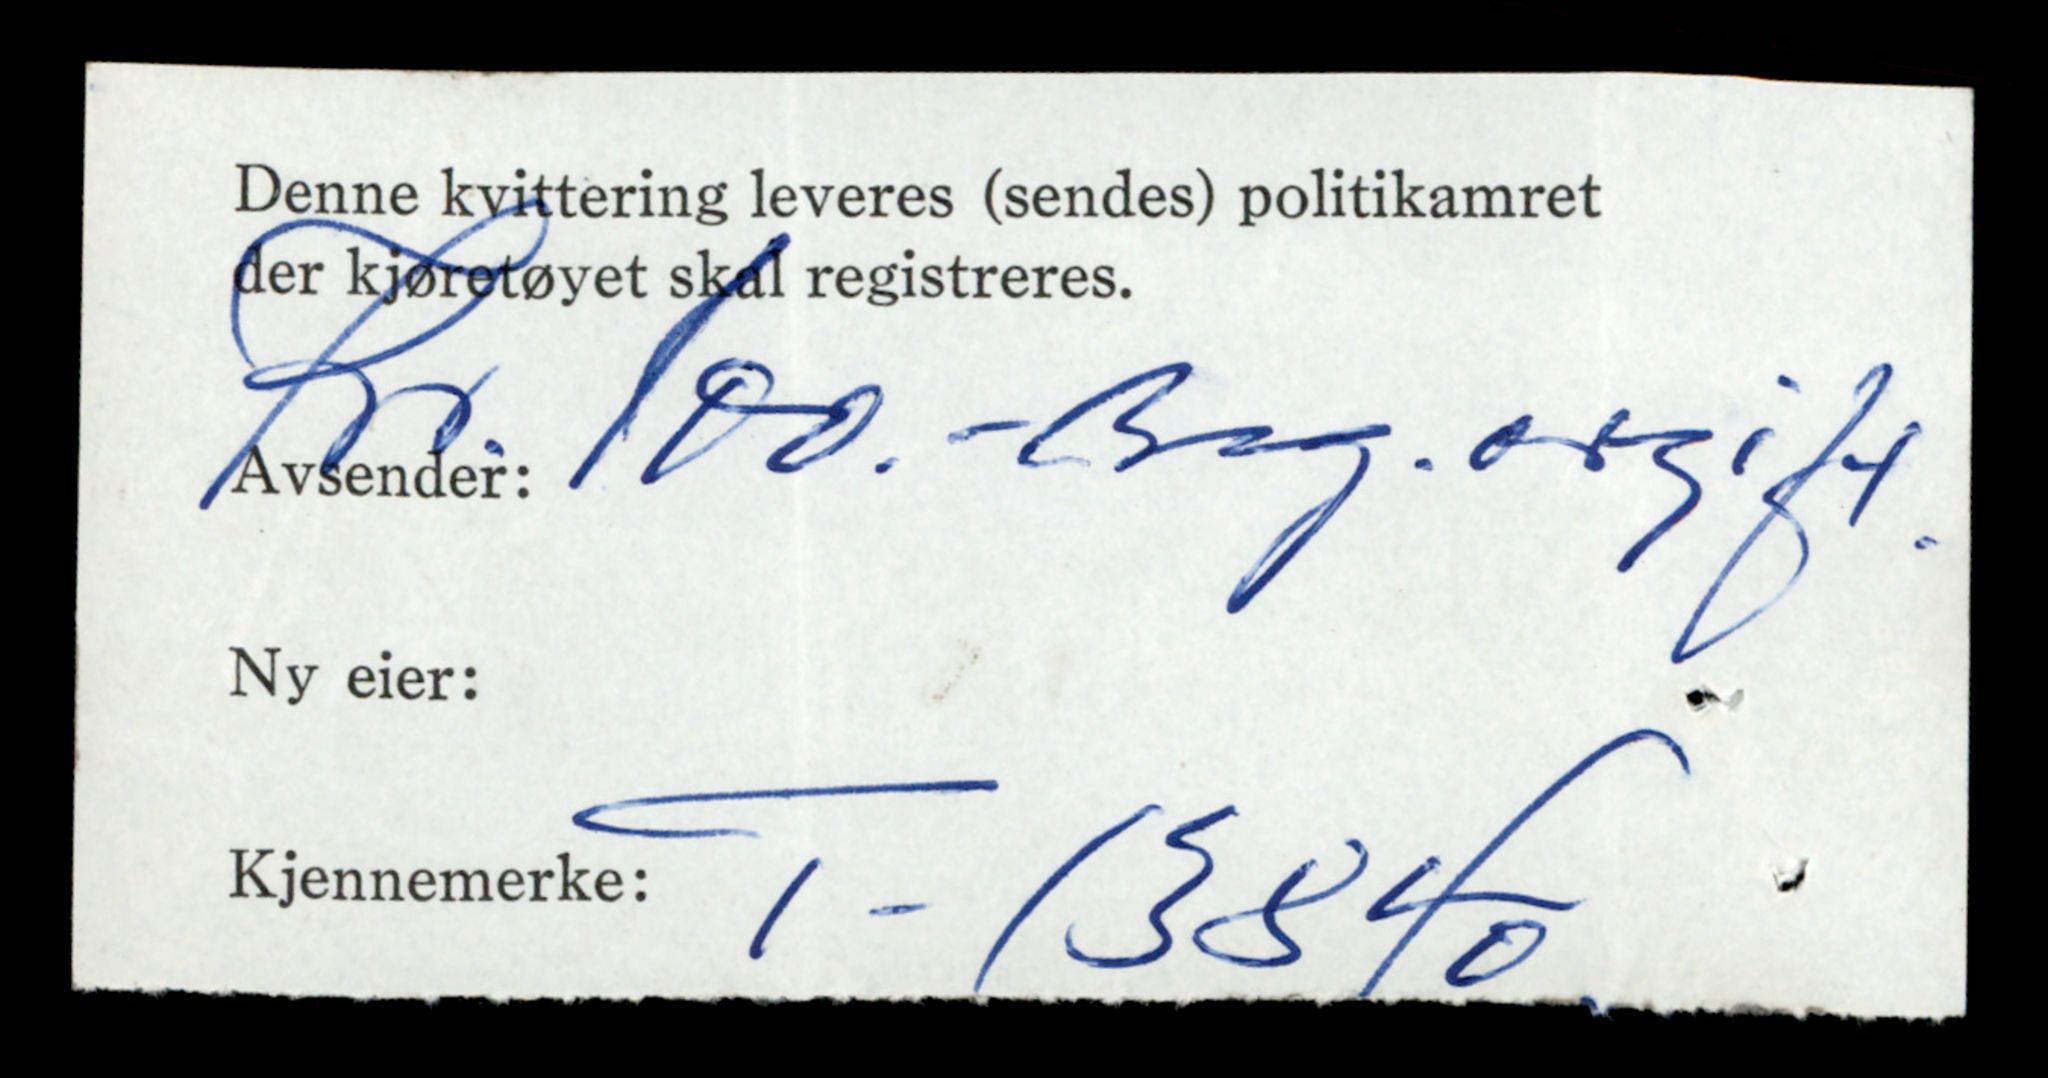 Denne kvittering leveres (sendes) politikamret
der kjøretøyet skal registreres.
Kr. 100.- Reg. avgift.
Avsender:
Ny eier:
Kjennemerke: T-13840